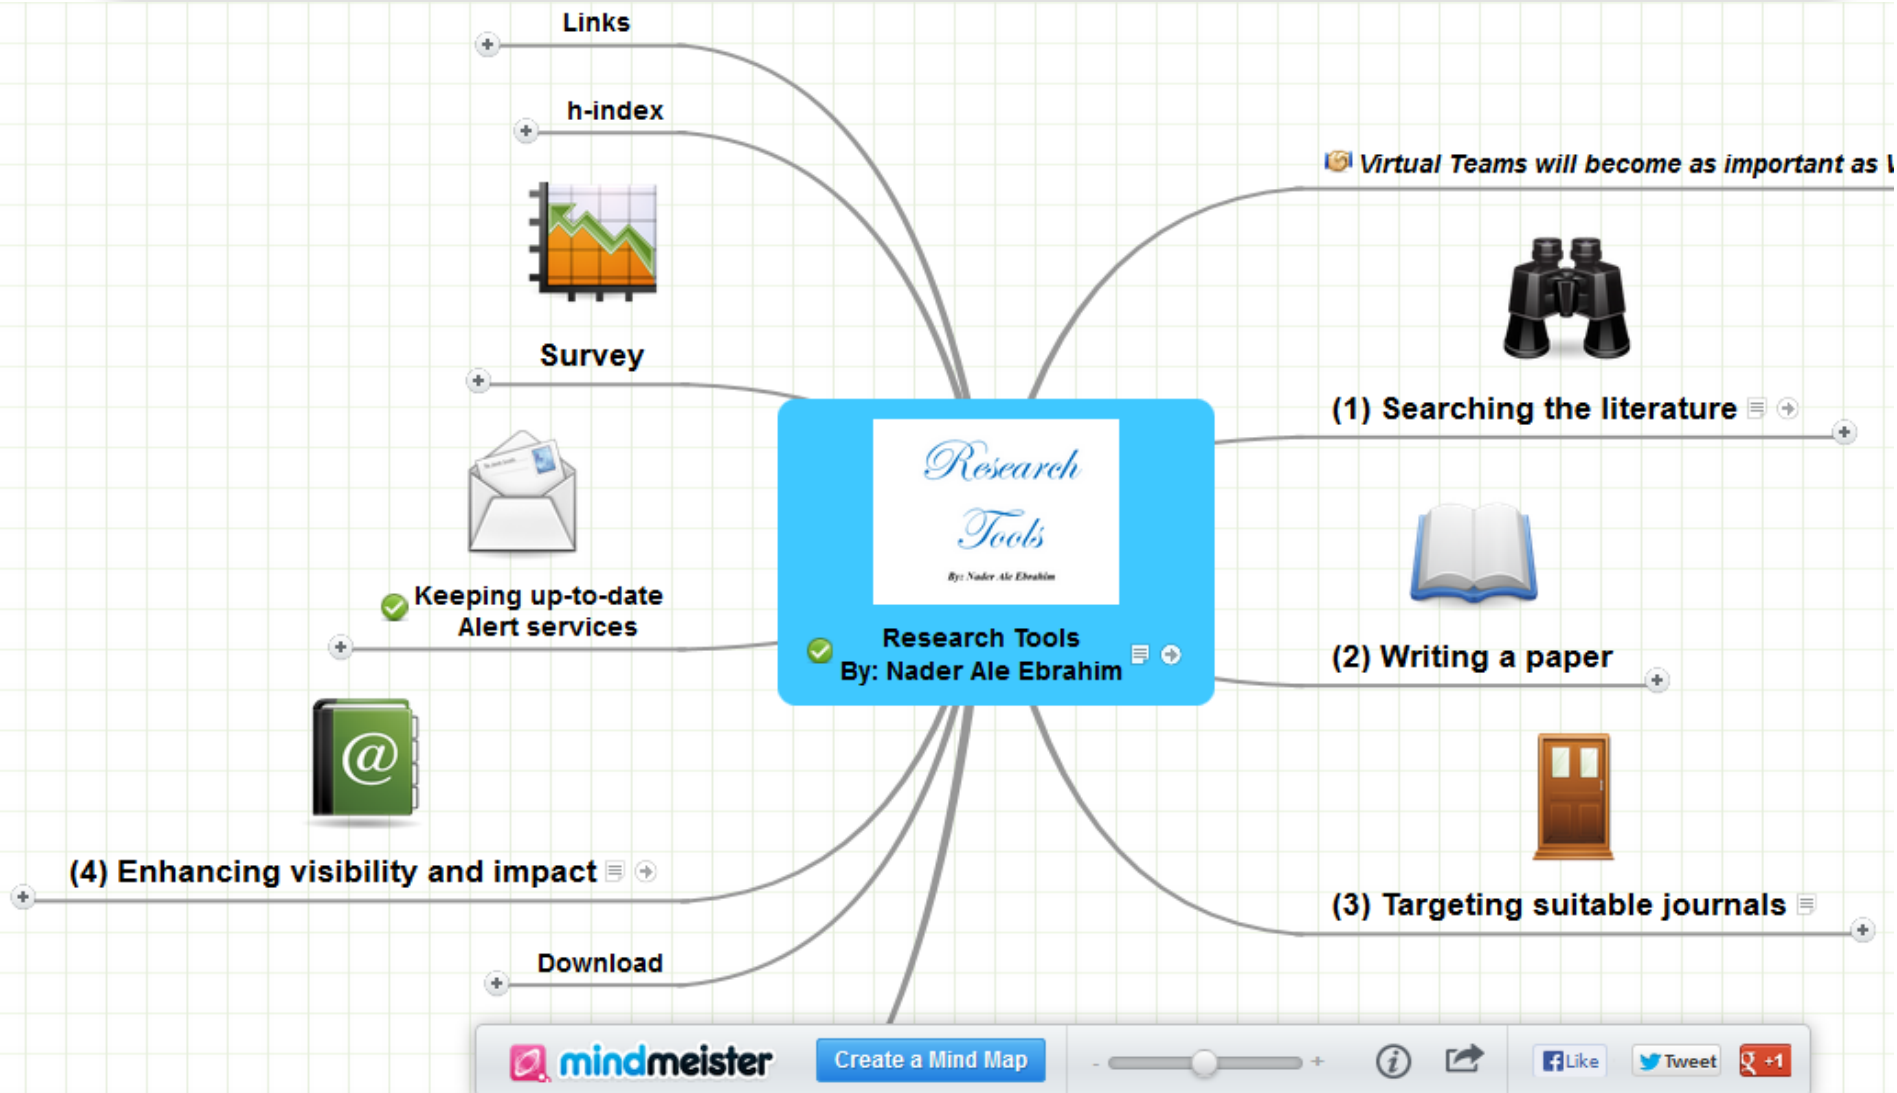 Links
h-index
Virtual Teams will become as important as
Survey
(1) Searching the literature
Research
Tools
By: Nader Ale Ebrahim
Keeping up-to-date
Alert services
Research Tools
By: Nader Ale Ebrahim
(2) Writing a paper
@
(4) Enhancing visibility and impact
(3) Targeting suitable journals
Download
mindmeister
Create a Mind Map
- +
i
Like
Tweet
g +1